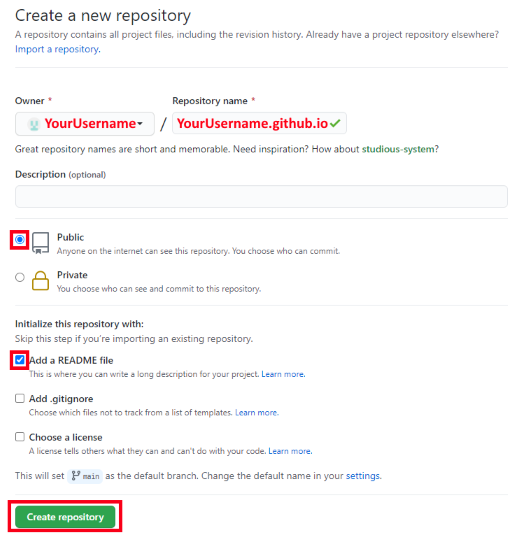 Create a new repository
A repository contains all project files, including the revision history. Already have a project repository elsewhere?
Import a repository.
Owner * Repository name *
YourUsername / YourUsername.github.io
Great repository names are short and memorable. Need inspiration? How about studious-system?
Description (optional)
Public
Anyone on the internet can see this repository. You choose who can commit.
Private
You choose who can see and commit to this repository.
Initialize this repository with:
Skip this step if you're importing an existing repository.
Add a README file
This is where you can write a long description for your project. Learn more.
Add .gitignore
Choose which files not to track from a list of templates. Learn more.
Choose a license
A license tells others what they can and can't do with your code. Learn more.
This will set main as the default branch. Change the default name in your settings.
Create repository